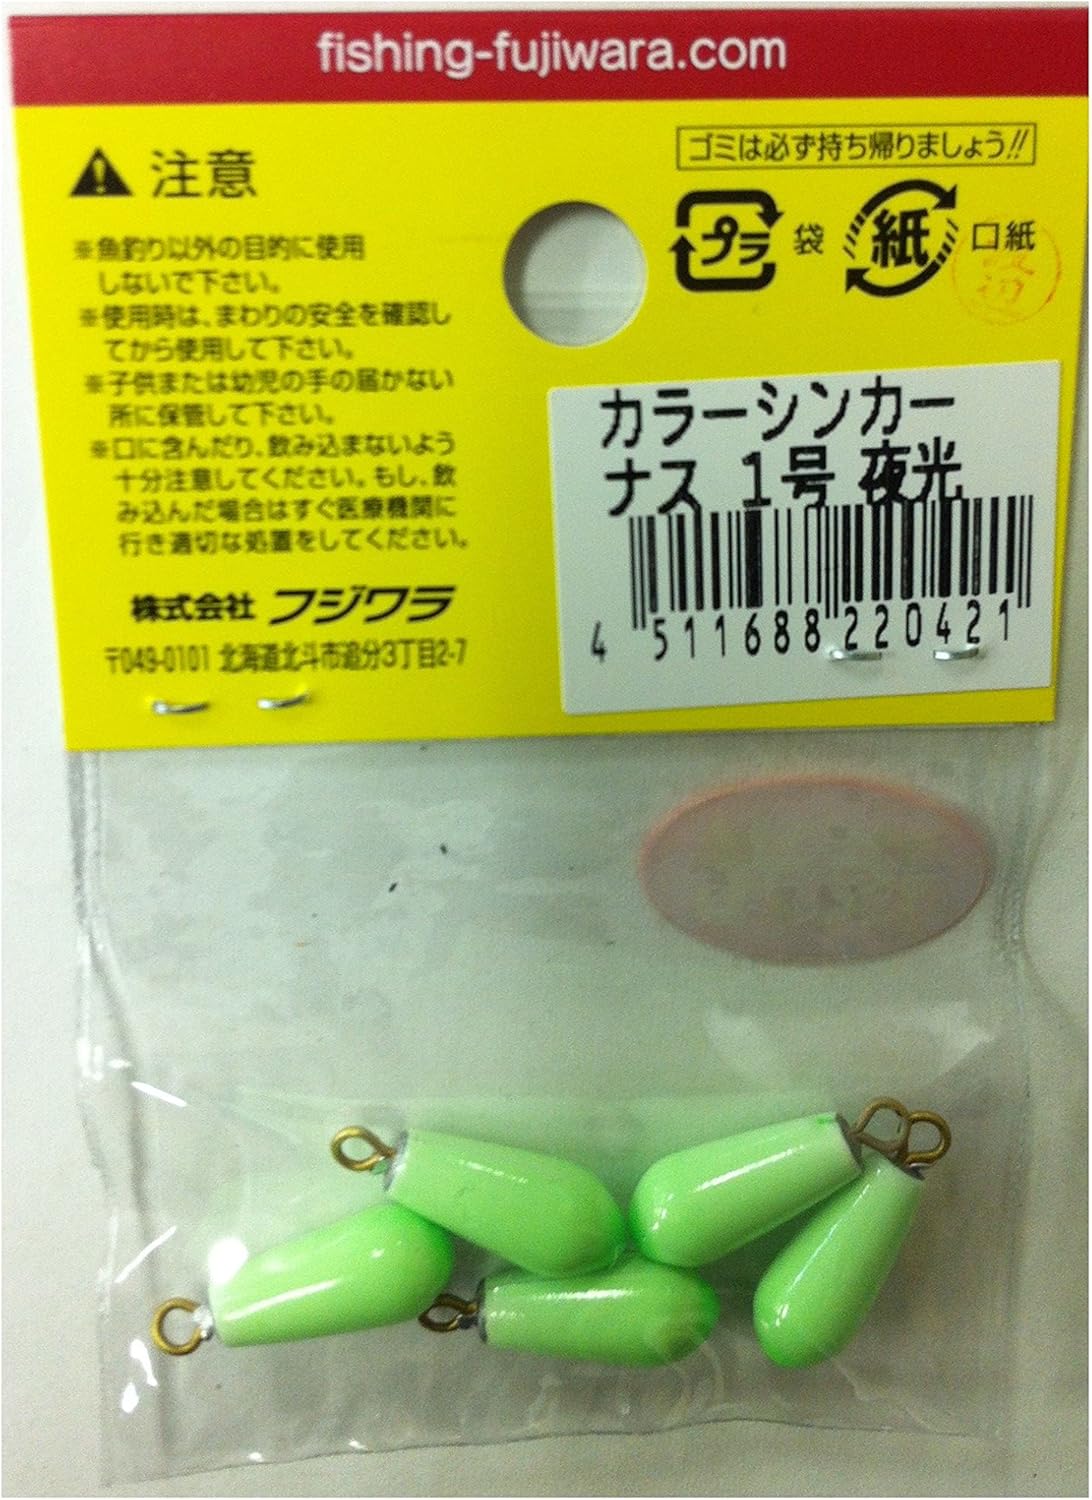 fishing-fujiwara.com
注意
※魚釣り以外の目的に使用
しないで下さい。
※使用時は、まわりの安全を確認し
てから使用して下さい。
※子供または幼児の手の届かない
所に保管して下さい。
※口に含んだり、飲み込まないよう
十分注意してください。もし、飲
み込んだ場合はすぐ医療機関に
行き適切な処置をしてください。
株式会社 フジワラ
〒049-0101 北海道北斗市追分3丁目2-7
ゴミは必ず持ち帰りましょう!!
プラ 袋
紙 口紙
カラーシンカー
ナス 1号 夜光
4 511688 220421